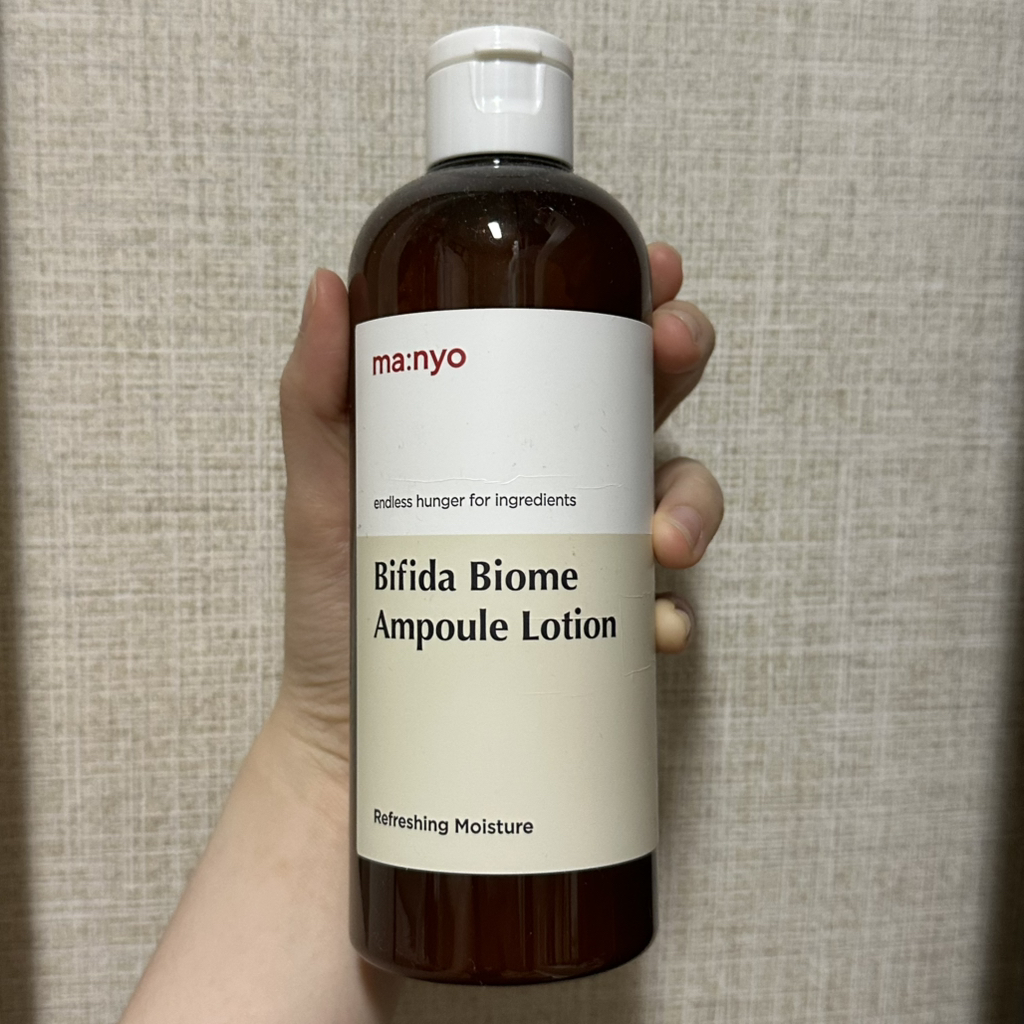 ma:nyo
endless hunger for ingredients
Bifida Biome
Ampoule Lotion
Refreshing Moisture